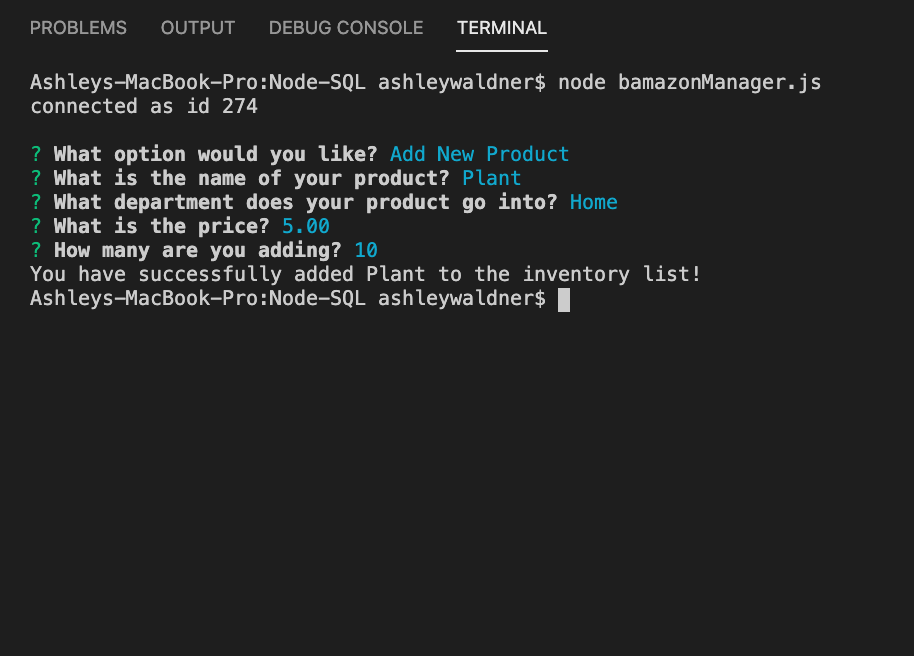 PROBLEMS OUTPUT DEBUG CONSOLE TERMINAL
Ashleys-MacBook-Pro:Node-SQL ashleywaldner$ node bamazonManager.js
connected as id 274
? What option would you like? Add New Product
? What is the name of your product? Plant
? What department does your product go into? Home
? What is the price? 5.00
? How many are you adding? 10
You have successfully added Plant to the inventory list!
Ashleys-MacBook-Pro:Node-SQL ashleywaldner$